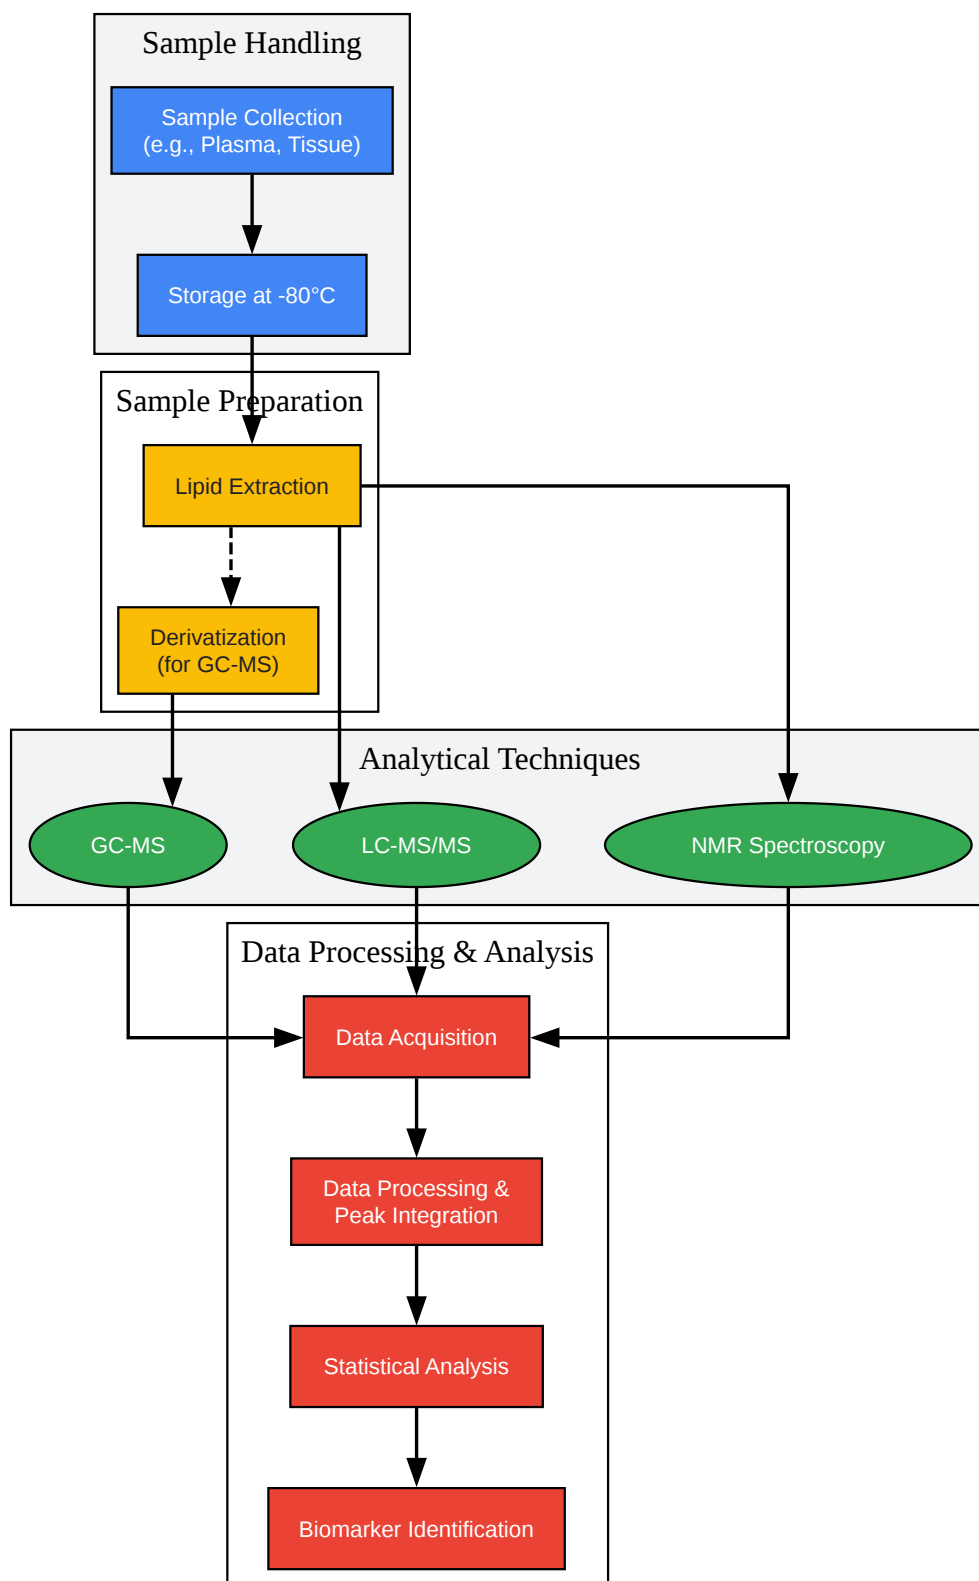 Sample Handling
Sample Collection
(e.g., Plasma, Tissue)
Storage at -80°C
Sample Preparation
Lipid Extraction
Derivatization
(for GC-MS)
Analytical Techniques
GC-MS
LC-MS/MS
NMR Spectroscopy
Data Processing & Analysis
Data Acquisition
Data Processing &
Peak Integration
Statistical Analysis
Biomarker Identification